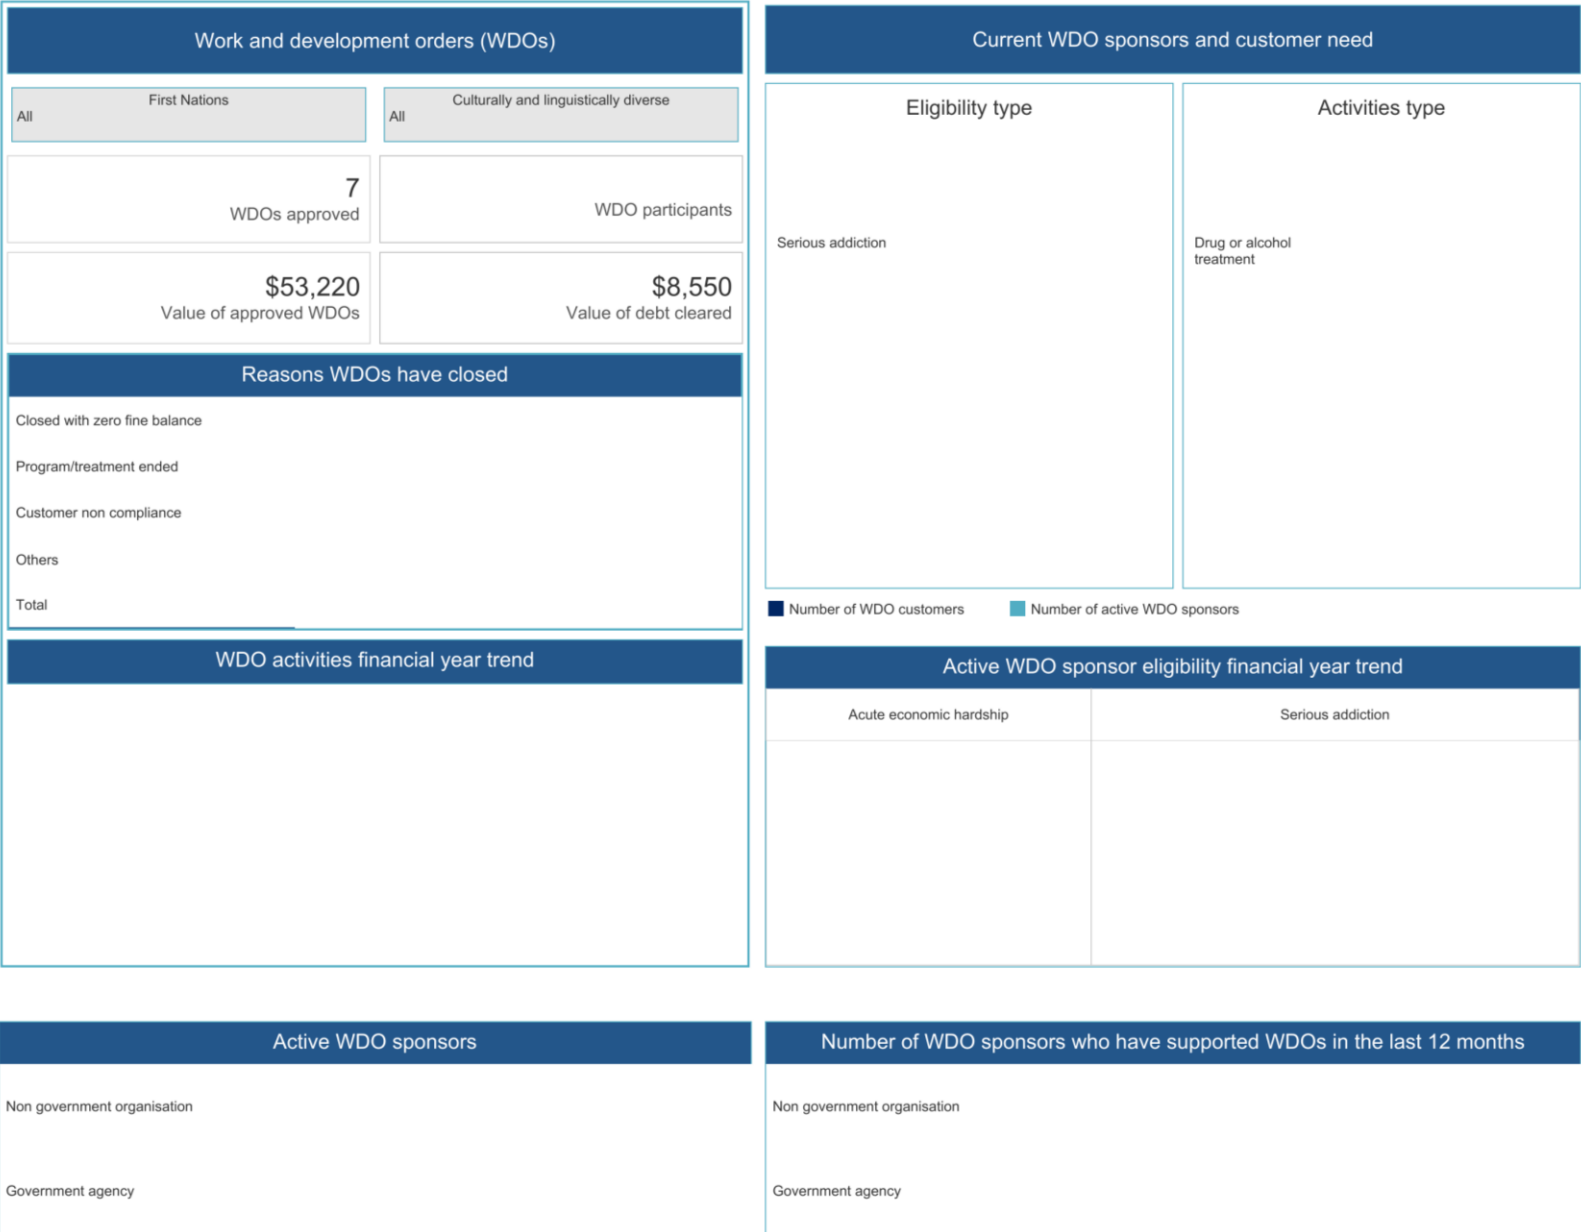 Work and development orders (WDOs)
First Nations
All
Culturally and linguistically diverse
All
7
WDOs approved
WDO participants
$53,220
Value of approved WDOs
$8,550
Value of debt cleared
Reasons WDOs have closed
Closed with zero fine balance
Program/treatment ended
Customer non compliance
Others
Total
WDO activities financial year trend
Current WDO sponsors and customer need
Eligibility type
Serious addiction
Activities type
Drug or alcohol
treatment
Number of WDO customers
Number of active WDO sponsors
Active WDO sponsor eligibility financial year trend
Acute economic hardship
Serious addiction
Active WDO sponsors
Non government organisation
Government agency
Number of WDO sponsors who have supported WDOs in the last 12 months
Non government organisation
Government agency